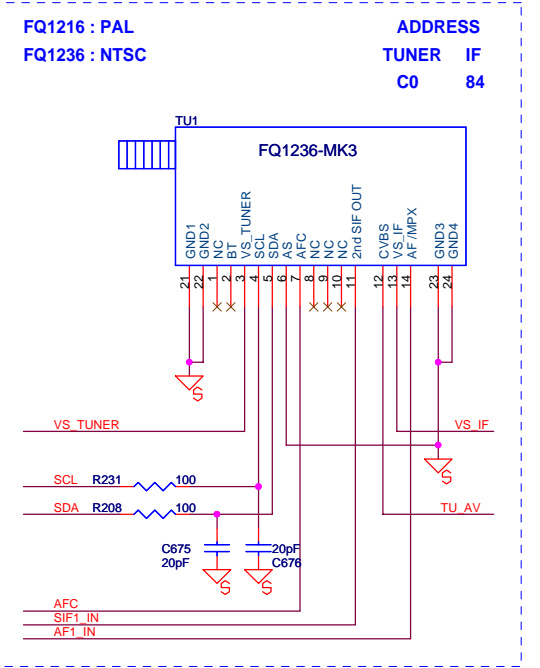 FQ1216 : PAL
FQ1236 : NTSC
ADDRESS
TUNER IF
C0 84
TU1
FQ1236-MK3
GND1
GND2
NC
BT
VS_TUNER
SCL
SDA
AS
AFC
NC
NC
NC
2nd SIF OUT
CVBS
VS_IF
AF /MPX
GND3
GND4
21
22
1
2
3
4
5
6
7
8
9
10
11
12
13
14
23
24
S
VS_TUNER
VS_IF
S
SCL R231 100
SDA R208 100
TU_AV
C675
20pF
20pF
C676
S
S
AFC
SIF1_IN
AF1_IN